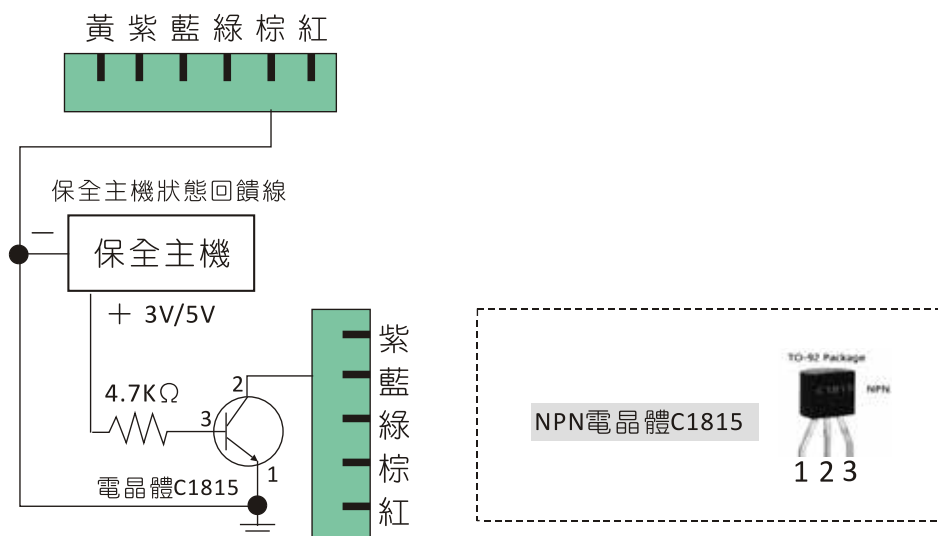 黃紫藍綠棕紅
保全主機狀態回饋線
保全主機
－
＋ 3V/5V
4.7KΩ
2
3
1
電晶體C1815
紫
藍
綠
棕
紅
NPN電晶體C1815
TO-92 Package
C1815
NPN
1 2 3